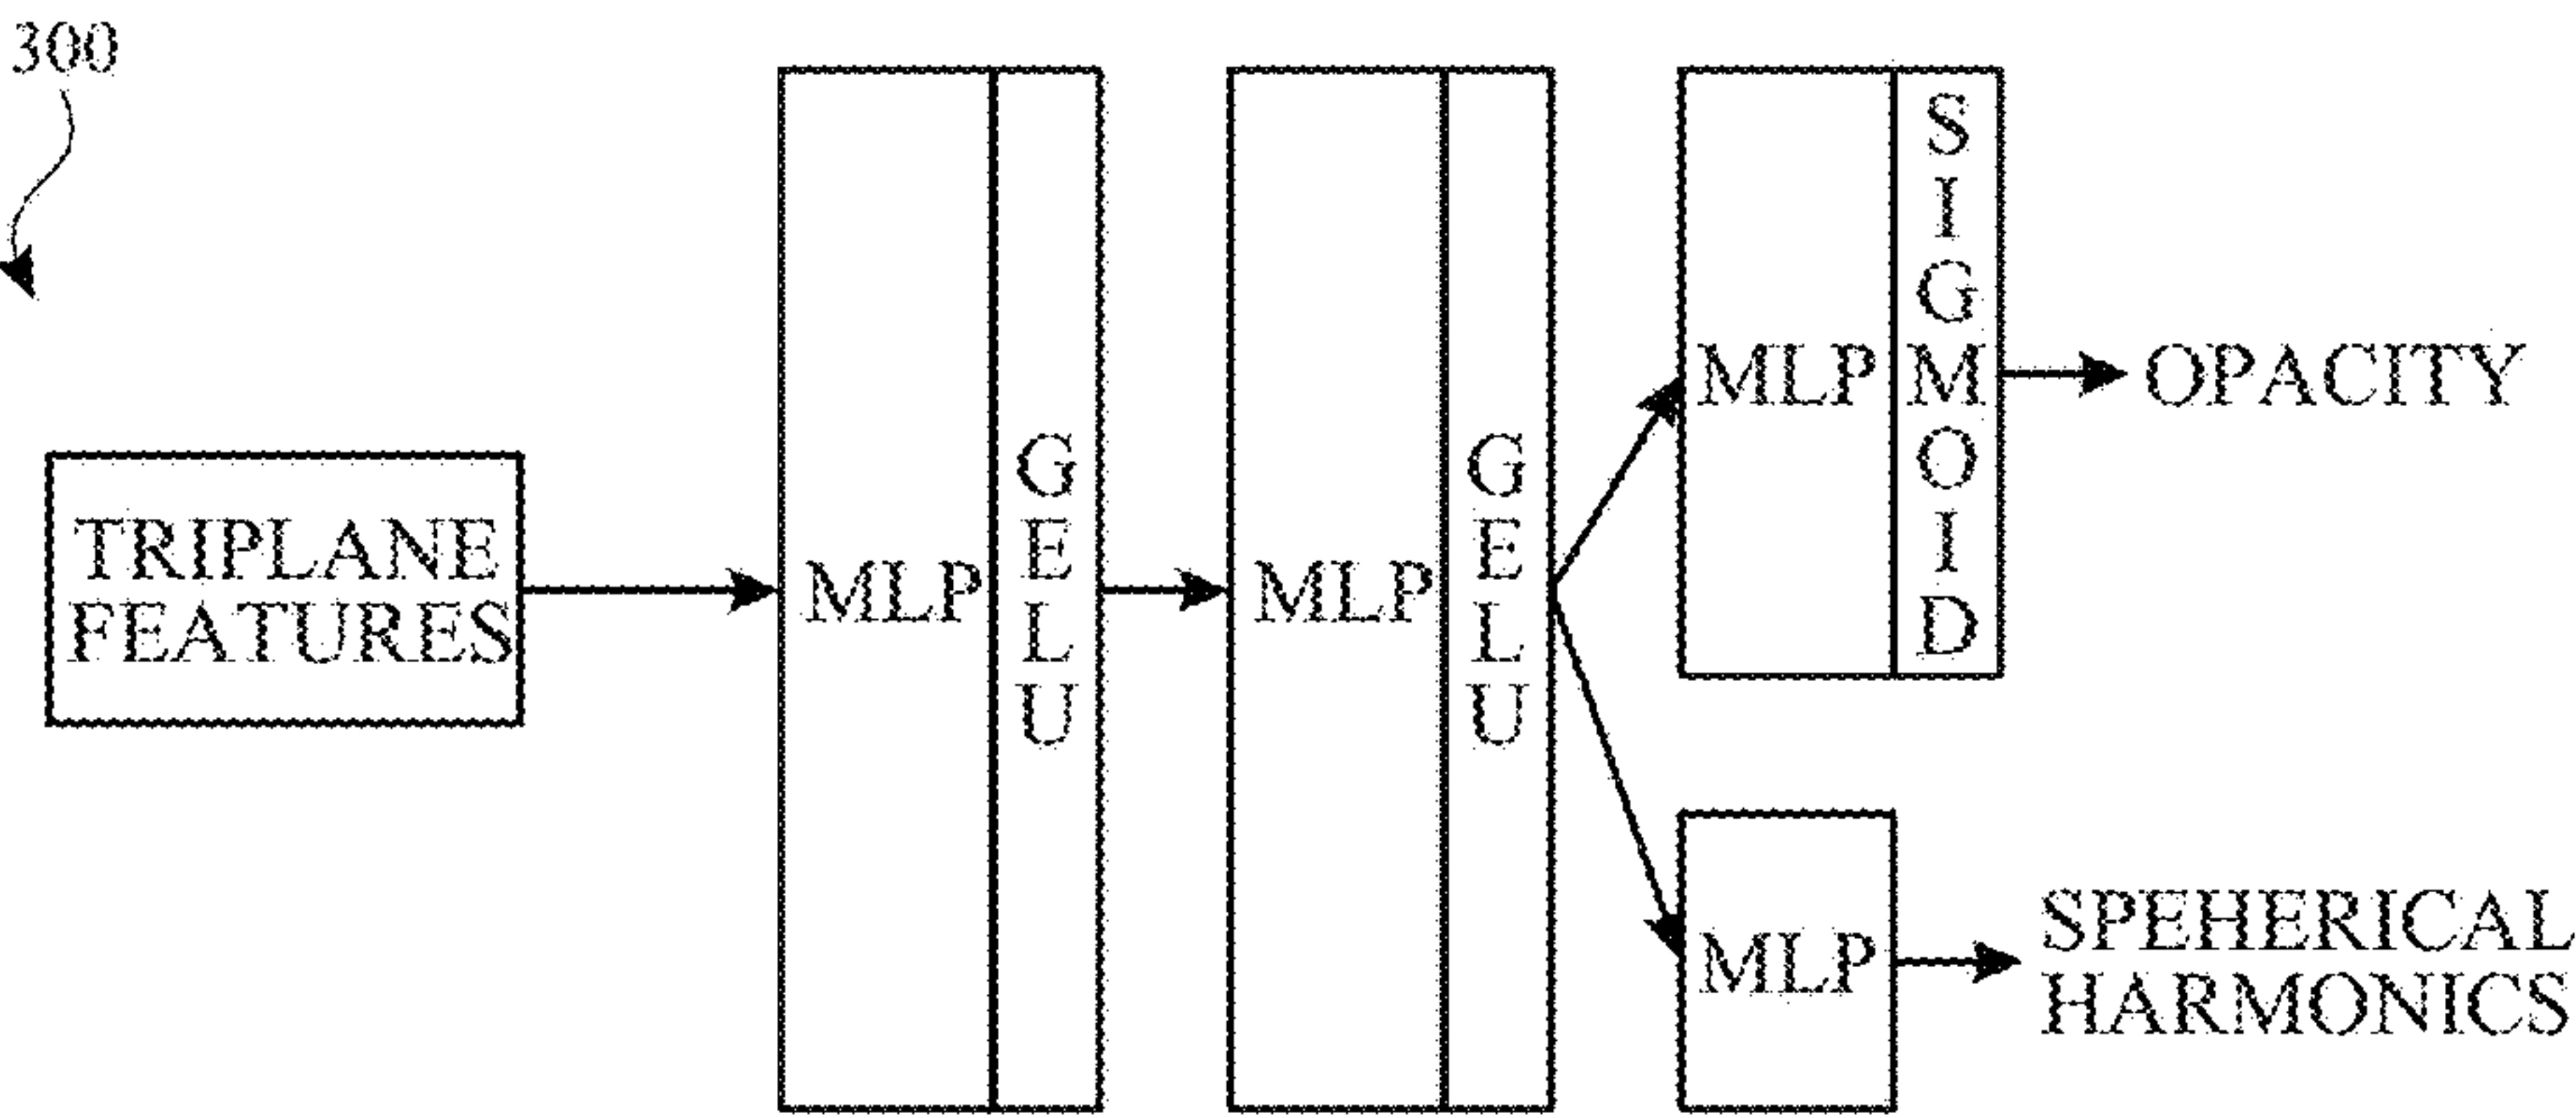 300
TRIPLANE
FEATURES
MLP
GELU
MLP
GELU
MLP
SIGMOID
OPACITY
MLP
SPEHERICAL
HARMONICS